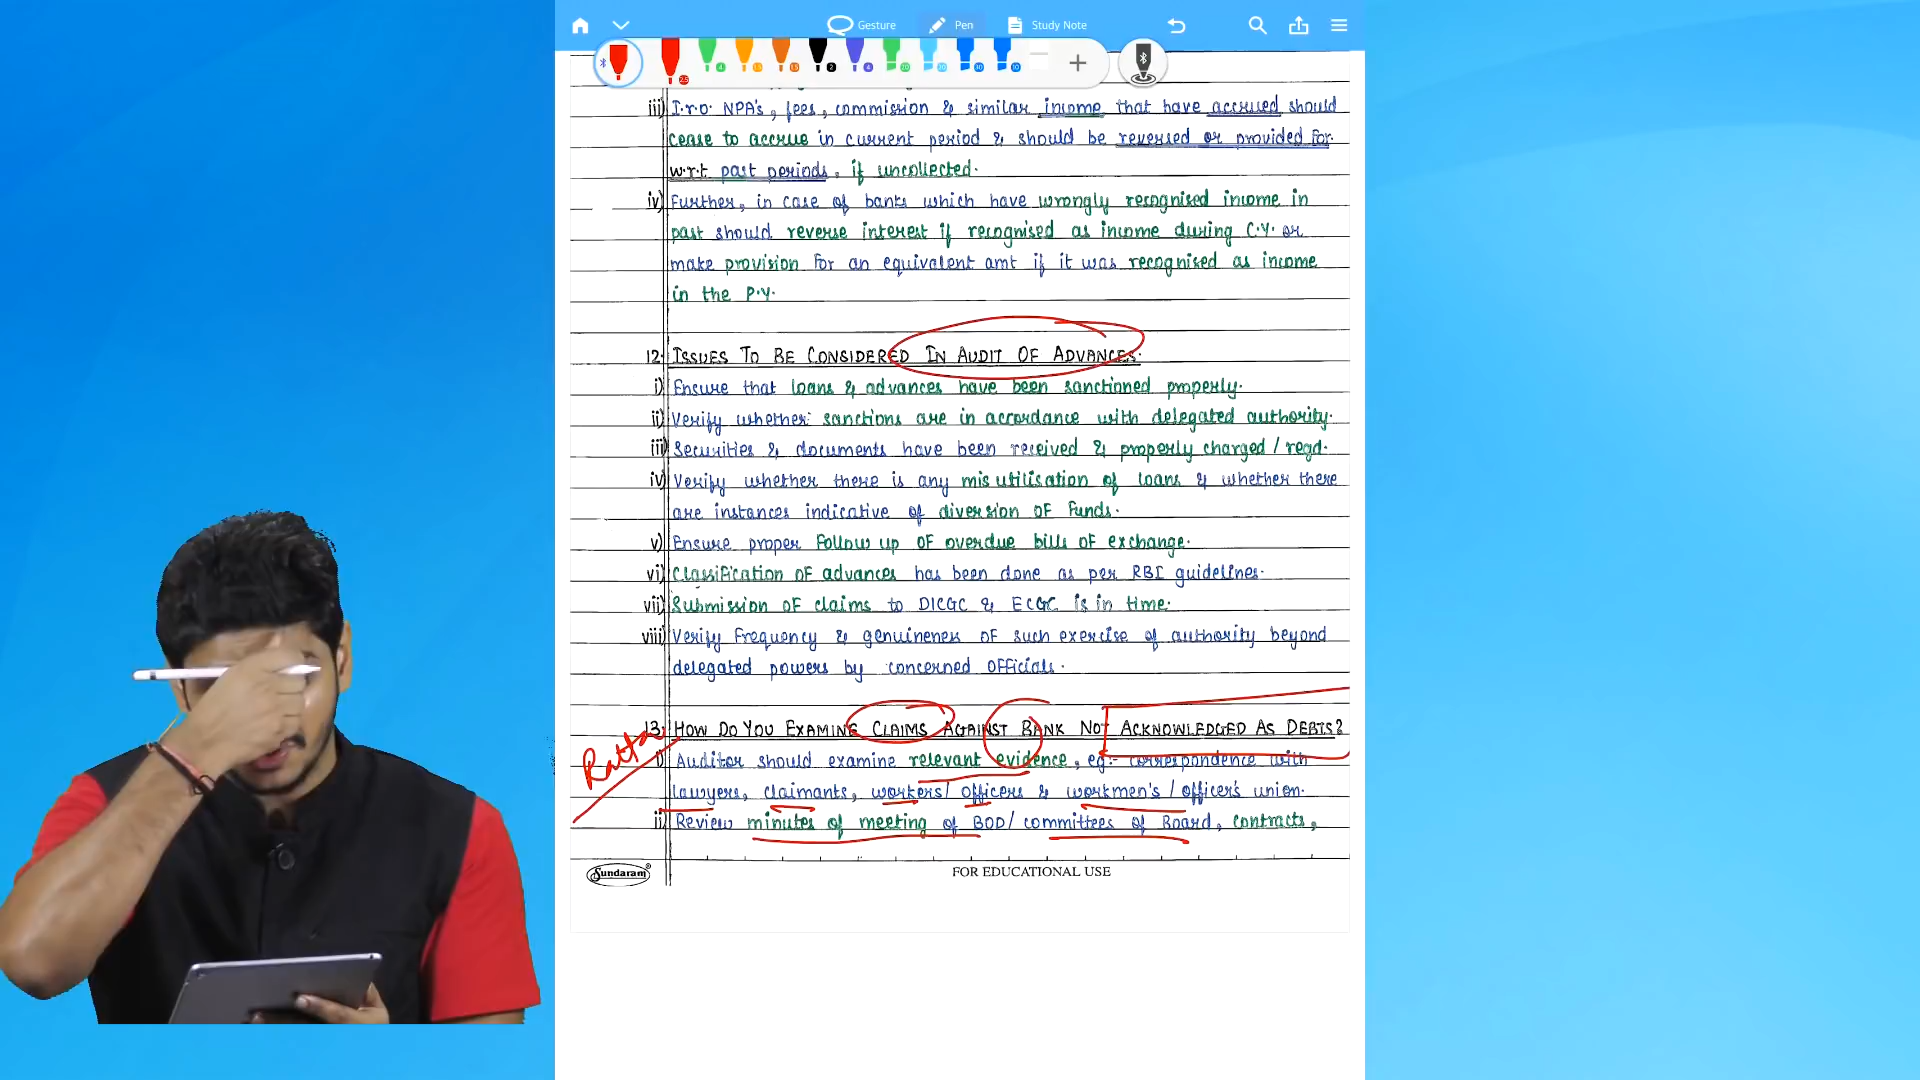 Gesture Pen Study Note
iii) I.r.o. NPA's, fees, commission & similar income that have accrued should
cease to accrue in current period & should be reversed or provided for
w.r.t past periods, if uncollected.
iv) Further, in case of banks which have wrongly recognised income in
past should reverse interest if recognised as income during C.Y. or
make provision for an equivalent amt if it was recognised as income
in the P.Y.
12. ISSUES TO BE CONSIDERED IN AUDIT OF ADVANCES.
i) Ensure that loans & advances have been sanctioned properly.
ii) Verify whether sanctions are in accordance with delegated authority.
iii) Securities & documents have been received & properly charged / regd.
iv) Verify whether there is any misutilisation of loans & whether there
are instances indicative of diversion of funds.
v) Ensure proper follow up of overdue bills of exchange.
vi) Classification of advances has been done as per RBI guidelines.
vii) Submission of claims to DICGC & ECGC is in time.
viii) Verify frequency & genuineness of such exercise of authority beyond
delegated powers by concerned officials.
13. HOW DO YOU EXAMINE CLAIMS AGAINST BANK NOT ACKNOWLEDGED AS DEBTS?
Ratta
i) Auditor should examine relevant evidence, eg:- correspondence with
lawyers, claimants, workers/ officers & workmen's / officer's union.
ii) Review minutes of meeting of BOD/ committees of Board, contracts,
Sundaram®
FOR EDUCATIONAL USE